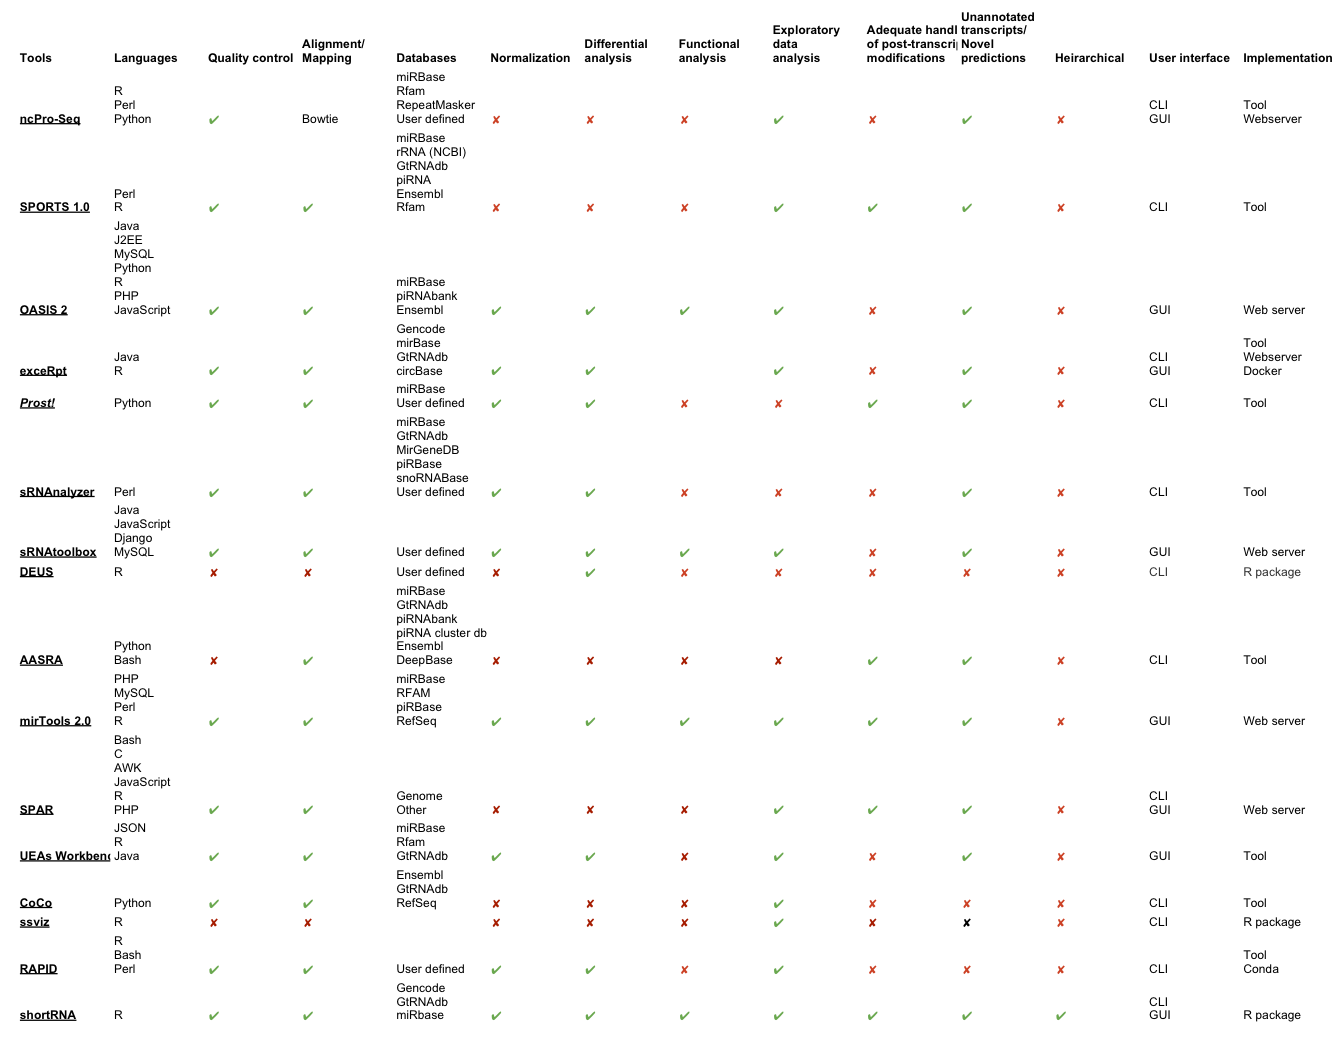 Tools Languages Quality control Alignment/ Mapping Databases Normalization Differential analysis Functional analysis Exploratory data analysis Adequate handl of post-transcri modifications Unannotated transcripts/ Novel predictions Heirarchical User interface Implementation
miRBase
R Rfam
Perl RepeatMasker CLI Tool
ncPro-Seq Python ✔ Bowtie User defined ✘ ✘ ✘ ✔ ✘ ✔ ✘ GUI Webserver
miRBase
rRNA (NCBI)
GtRNAdb
piRNA
Perl Ensembl
SPORTS 1.0 R ✔ ✔ Rfam ✘ ✘ ✘ ✔ ✔ ✔ ✘ CLI Tool
Java
J2EE
MySQL
Python
R miRBase
PHP piRNAbank
OASIS 2 JavaScript ✔ ✔ Ensembl ✔ ✔ ✔ ✔ ✘ ✔ ✘ GUI Web server
Gencode
mirBase Tool
Java GtRNAdb CLI Webserver
exceRpt R ✔ ✔ circBase ✔ ✔ ✔ ✘ ✔ ✘ GUI Docker
miRBase
Prost! Python ✔ ✔ User defined ✔ ✔ ✘ ✘ ✔ ✔ ✘ CLI Tool
miRBase
GtRNAdb
MirGeneDB
piRBase
snoRNABase
sRNAnalyzer Perl ✔ ✔ User defined ✔ ✔ ✘ ✘ ✘ ✔ ✘ CLI Tool
Java
JavaScript
Django
sRNAtoolbox MySQL ✔ ✔ User defined ✔ ✔ ✔ ✔ ✘ ✔ ✘ GUI Web server
DEUS R ✘ ✘ User defined ✘ ✔ ✘ ✘ ✘ ✘ ✘ CLI R package
miRBase
GtRNAdb
piRNAbank
piRNA cluster db
Python Ensembl
AASRA Bash ✘ ✔ DeepBase ✘ ✘ ✘ ✘ ✔ ✔ ✘ CLI Tool
PHP miRBase
MySQL RFAM
Perl piRBase
mirTools 2.0 R ✔ ✔ RefSeq ✔ ✔ ✔ ✔ ✔ ✔ ✘ GUI Web server
Bash
C
AWK
JavaScript
R Genome CLI
SPAR PHP ✔ ✔ Other ✘ ✘ ✘ ✔ ✔ ✔ ✘ GUI Web server
JSON miRBase
R Rfam
UEAs Workbenc Java ✔ ✔ GtRNAdb ✔ ✔ ✘ ✔ ✘ ✔ ✘ GUI Tool
Ensembl
GtRNAdb
CoCo Python ✔ ✔ RefSeq ✘ ✘ ✘ ✔ ✘ ✘ ✘ CLI Tool
ssviz R ✘ ✘ ✘ ✘ ✘ ✔ ✘ ✘ ✘ CLI R package
R
Bash Tool
RAPID Perl ✔ ✔ User defined ✔ ✔ ✘ ✔ ✘ ✘ ✘ CLI Conda
Gencode
GtRNAdb CLI
shortRNA R ✔ ✔ miRbase ✔ ✔ ✔ ✔ ✔ ✔ ✔ GUI R package